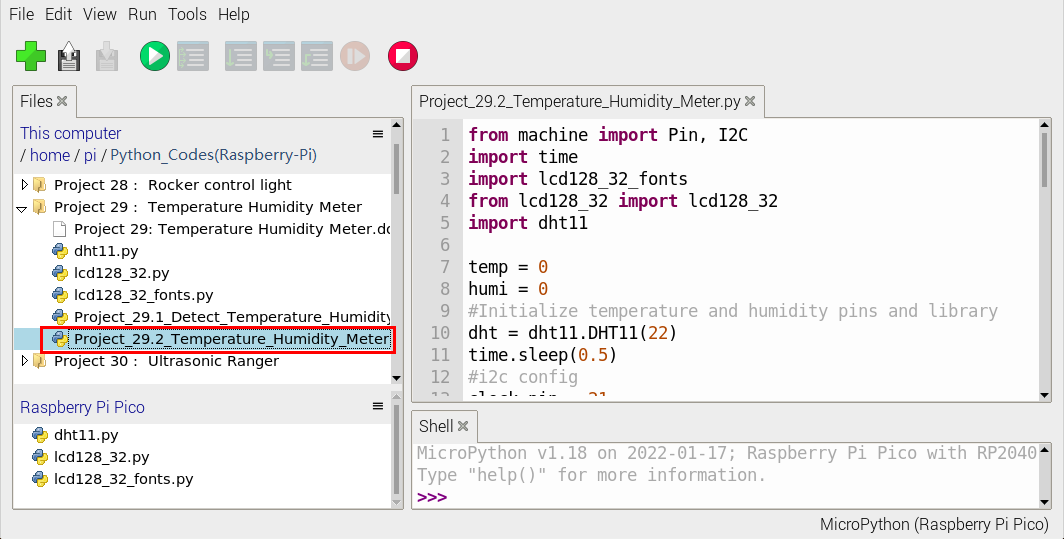 File Edit View Run Tools Help
Files
This computer
/ home / pi / Python_Codes(Raspberry-Pi)
Project 28 : Rocker control light
Project 29 : Temperature Humidity Meter
Project 29: Temperature Humidity Meter.do
dht11.py
lcd128_32.py
lcd128_32_fonts.py
Project_29.1_Detect_Temperature_Humidity
Project_29.2_Temperature_Humidity_Meter
Project 30 : Ultrasonic Ranger
Raspberry Pi Pico
dht11.py
lcd128_32.py
lcd128_32_fonts.py
Project_29.2_Temperature_Humidity_Meter.py
1 from machine import Pin, I2C
2 import time
3 import lcd128_32_fonts
4 from lcd128_32 import lcd128_32
5 import dht11
6
7 temp = 0
8 humi = 0
9 #Initialize temperature and humidity pins and library
10 dht = dht11.DHT11(22)
11 time.sleep(0.5)
12 #i2c config
13 clock_pin = 21
Shell
MicroPython v1.18 on 2022-01-17; Raspberry Pi Pico with RP2040
Type "help()" for more information.
>>>
MicroPython (Raspberry Pi Pico)